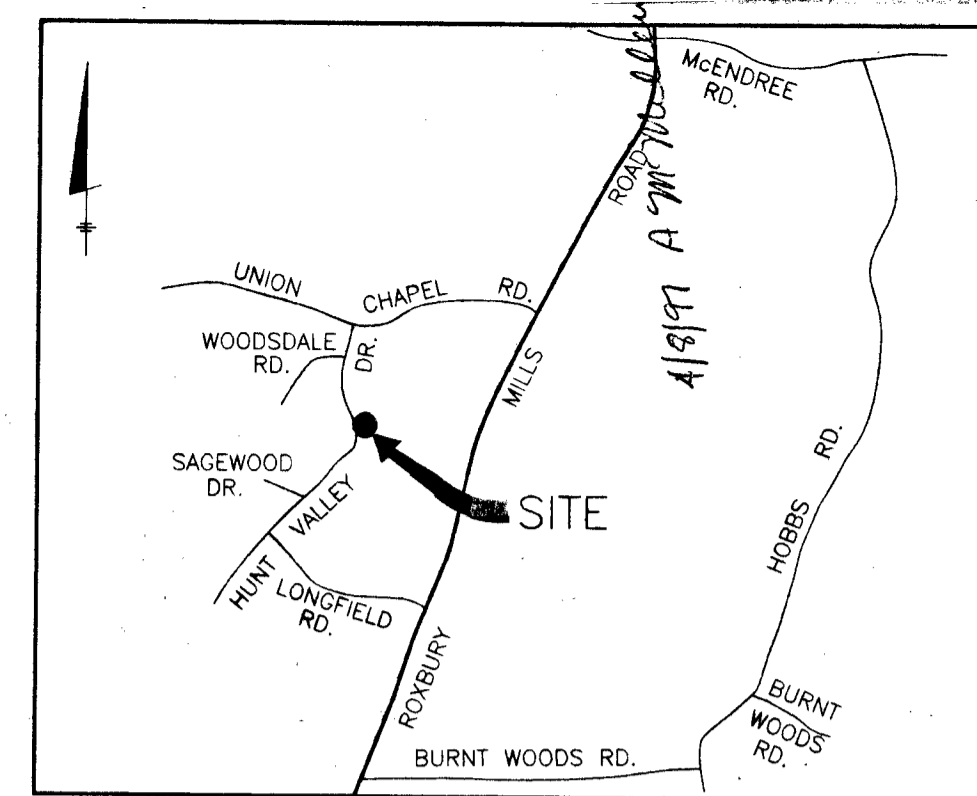 McENDREE
RD.
ROAD
4/8/97 A
UNION CHAPEL RD.
WOODSDALE
RD.
DR.
MILLS
SAGEWOOD
DR.
VALLEY
SITE
HUNT
LONGFIELD
RD.
HOBBS RD.
ROXBURY
BURNT
WOODS
RD.
BURNT WOODS RD.